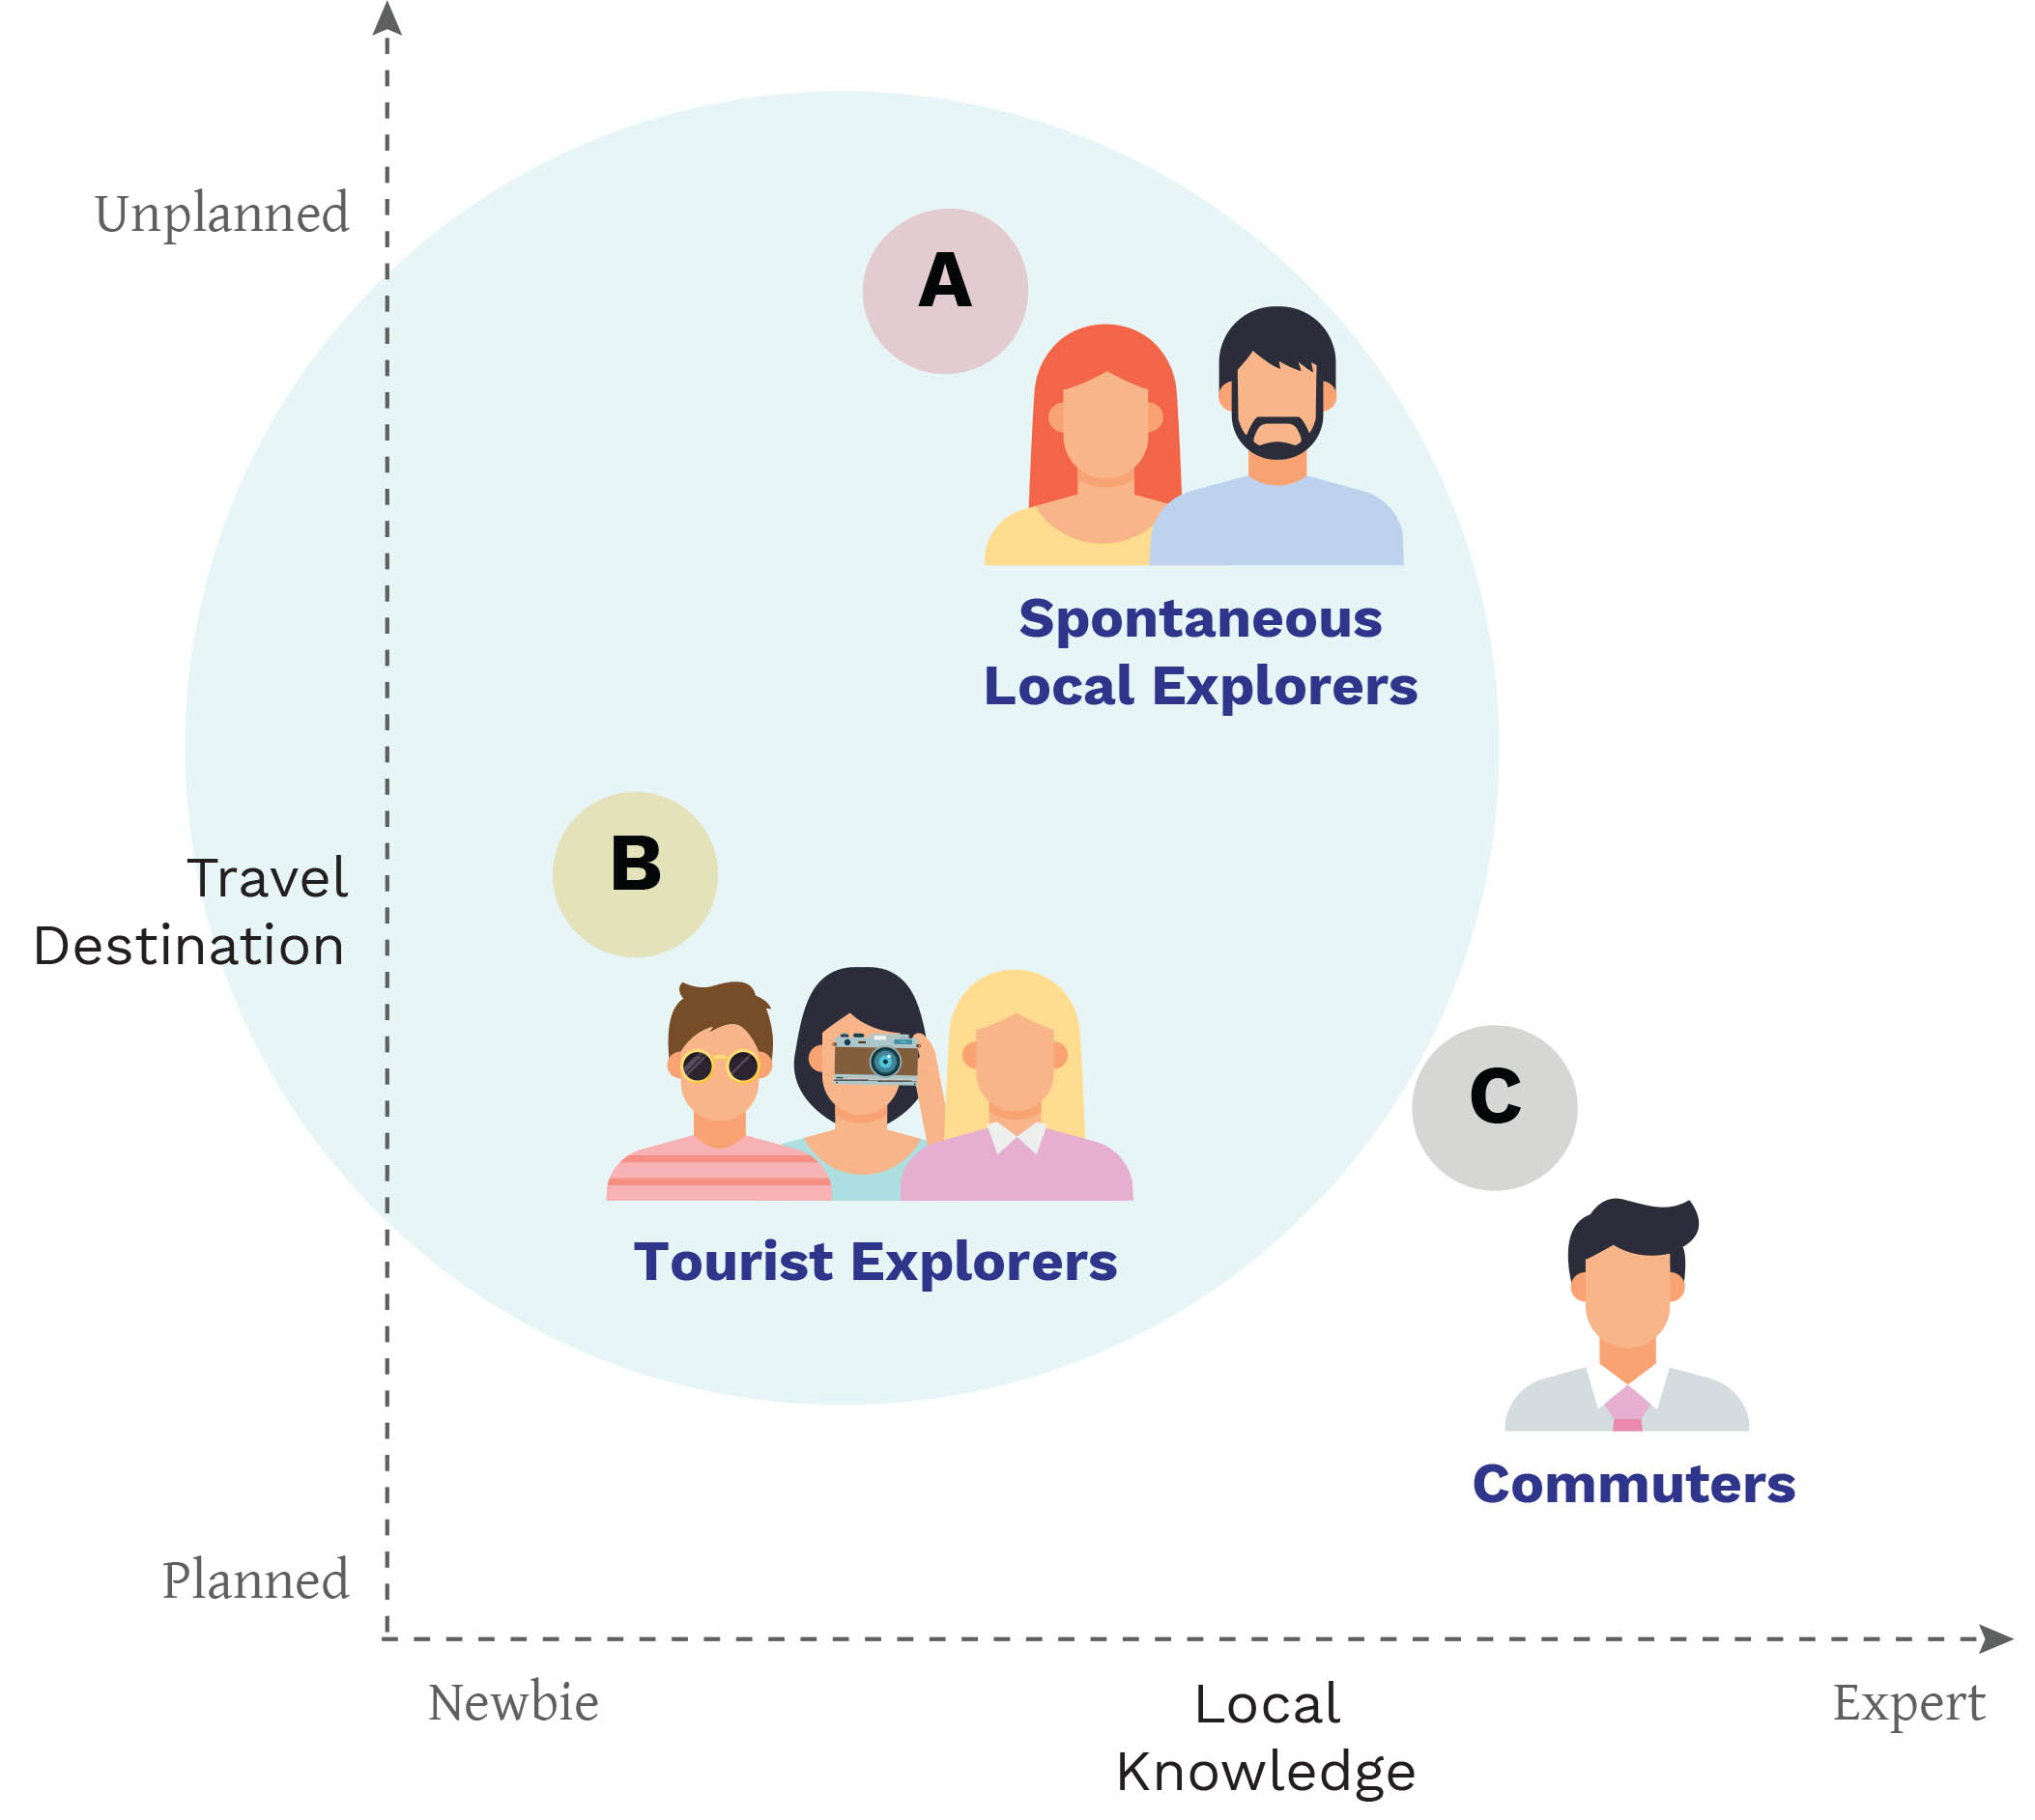 Unplanned
A
Spontaneous
Local Explorers
B
Travel
Destination
C
Tourist Explorers
Commuters
Planned
Newbie
Local
Knowledge
Expert